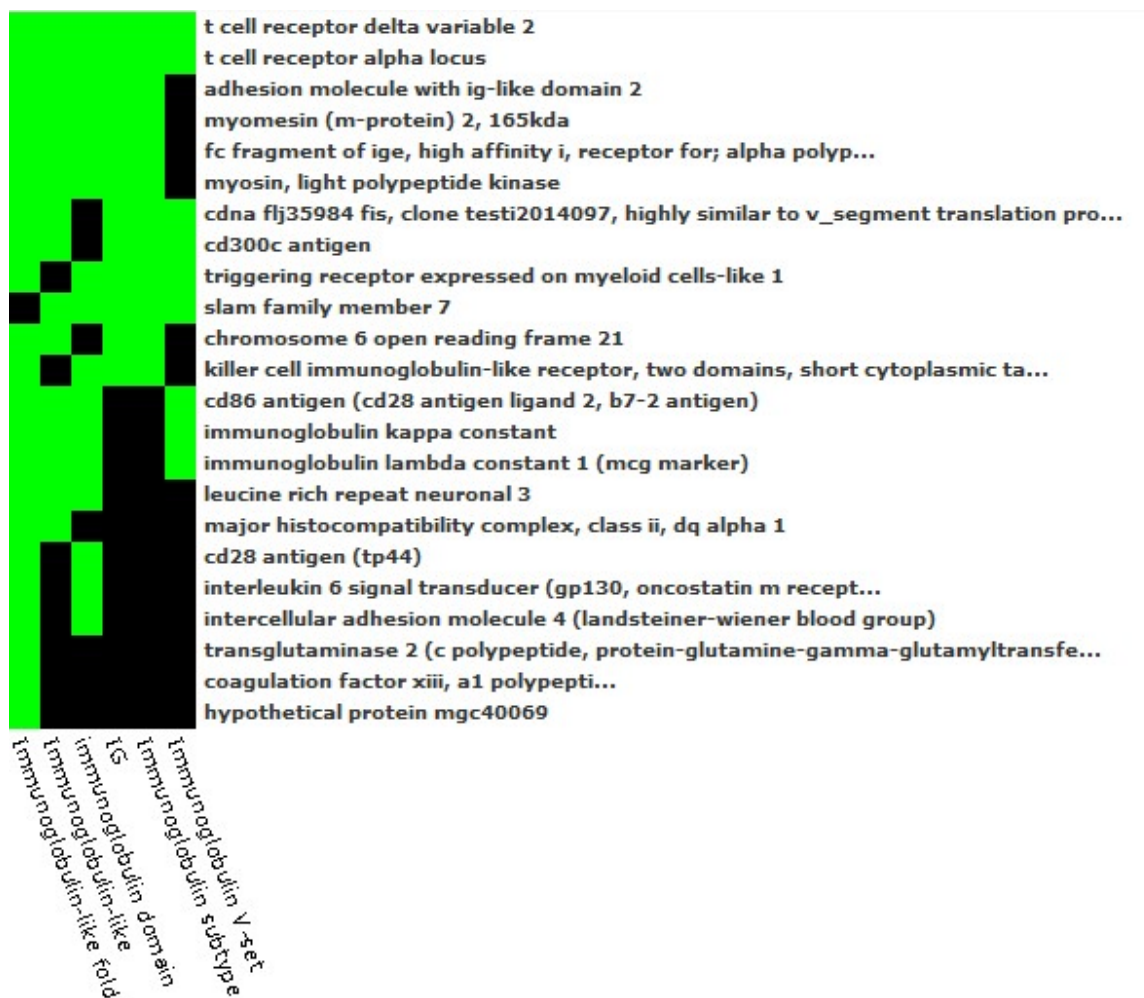 t cell receptor delta variable 2
t cell receptor alpha locus
adhesion molecule with ig-like domain 2
myomesin (m-protein) 2, 165kda
fc fragment of ige, high affinity i, receptor for; alpha polyp...
myosin, light polypeptide kinase
cdna flj35984 fis, clone testi2014097, highly similar to v_segment translation pro...
cd300c antigen
triggering receptor expressed on myeloid cells-like 1
slam family member 7
chromosome 6 open reading frame 21
killer cell immunoglobulin-like receptor, two domains, short cytoplasmic ta...
cd86 antigen (cd28 antigen ligand 2, b7-2 antigen)
immunoglobulin kappa constant
immunoglobulin lambda constant 1 (mcg marker)
leucine rich repeat neuronal 3
major histocompatibility complex, class ii, dq alpha 1
cd28 antigen (tp44)
interleukin 6 signal transducer (gp130, oncostatin m recept...
intercellular adhesion molecule 4 (landsteiner-wiener blood group)
transglutaminase 2 (c polypeptide, protein-glutamine-gamma-glutamyltransfe...
coagulation factor xiii, a1 polypepti...
hypothetical protein mgc40069
Immunoglobulin-like fold
Immunoglobulin-like
immunoglobulin domain
IG
Immunoglobulin subtype
Immunoglobulin V-set